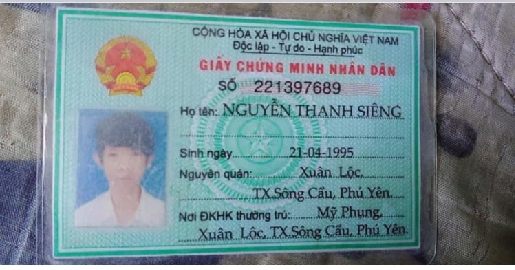 CỘNG HÒA XÃ HỘI CHỦ NGHĨA VIỆT NAM
Độc lập - Tự do - Hạnh phúc
GIẤY CHỨNG MINH NHÂN DÂN
SỐ 221397689
Họ tên: NGUYỄN THANH SIÊNG
Sinh ngày 21-04-1995
Nguyên quán: Xuân Lộc,
TX.Sông Cầu, Phú Yên.
Nơi ĐKHK thường trú: Mỹ Phụng,
Xuân Lộc, TX.Sông Cầu, Phú Yên.